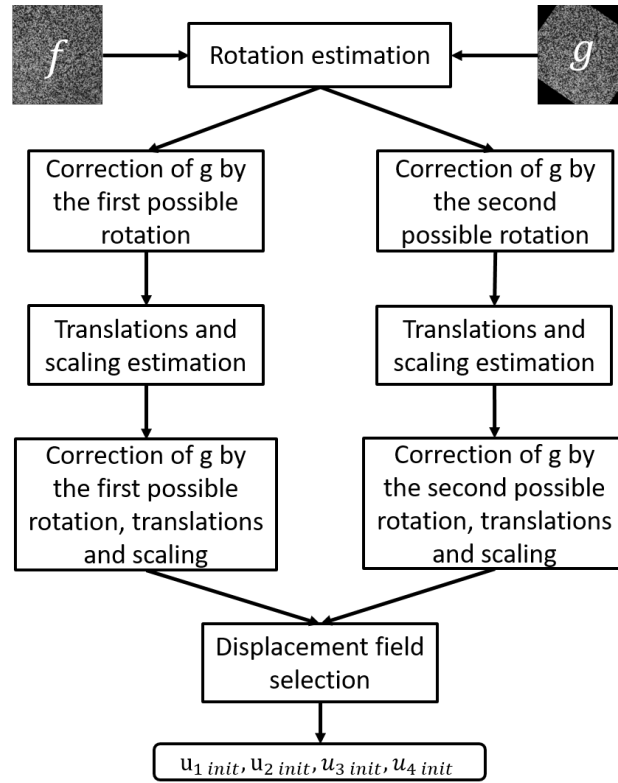 f
Rotation estimation
g
Correction of g by
the first possible
rotation
Correction of g by
the second
possible rotation
Translations and
scaling estimation
Translations and
scaling estimation
Correction of g by
the first possible
rotation, translations
and scaling
Correction of g by
the second possible
rotation, translations
and scaling
Displacement field
selection
u₁ init, u₂ init, u₃ init, u₄ init